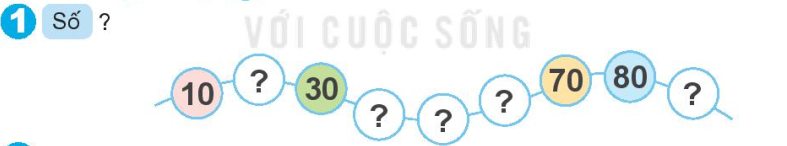 1 Số ?
VỚI CUỘC SỐNG
10 ? 30 ? ? ? 70 80 ?